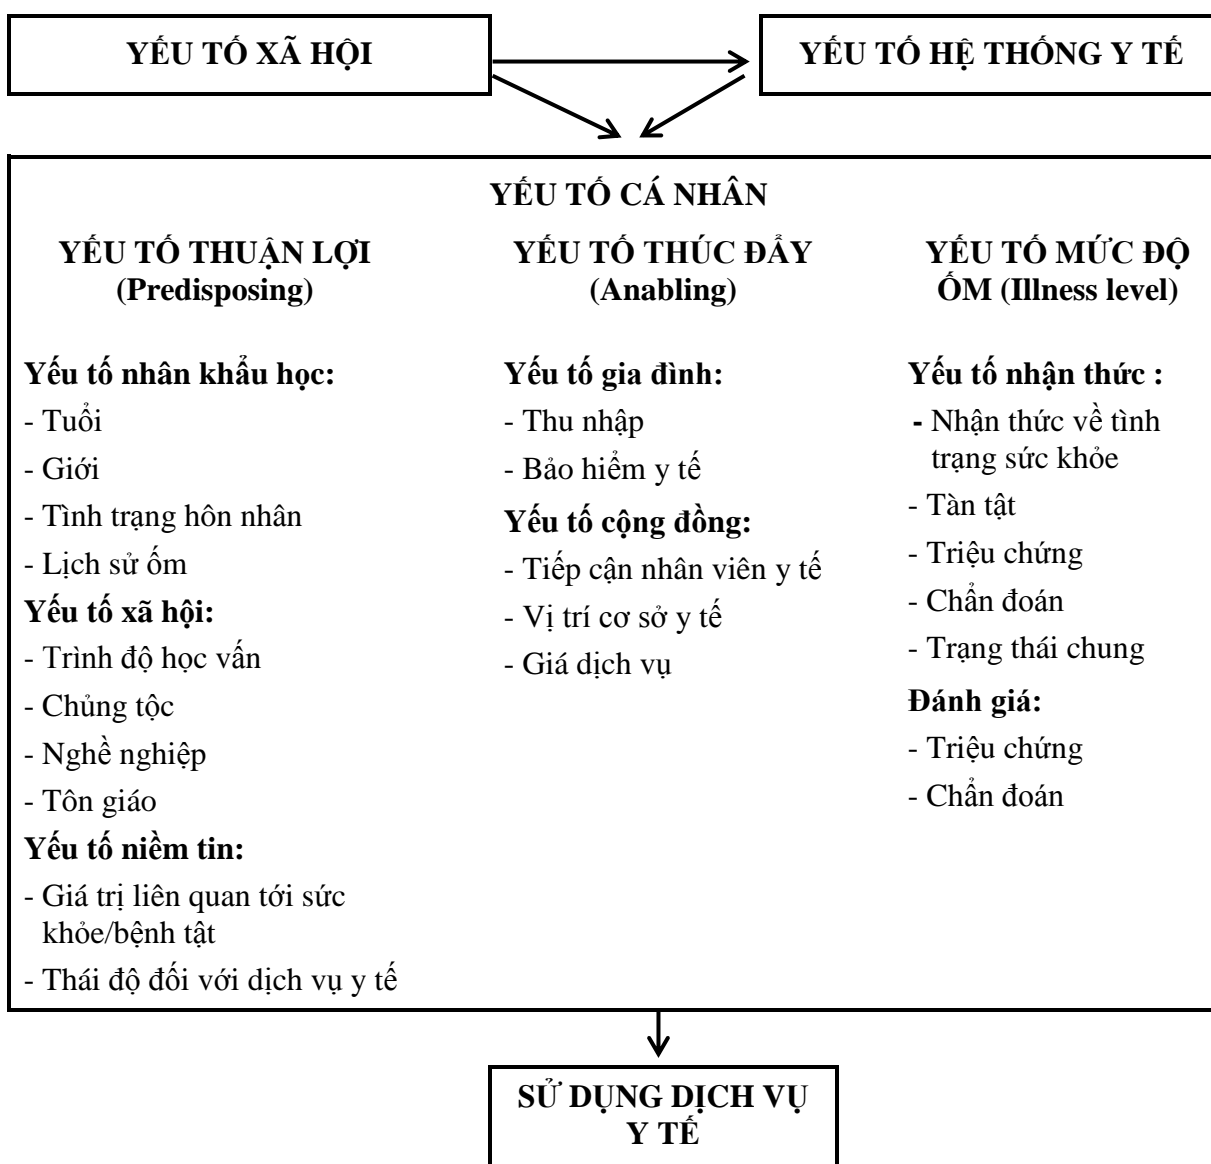 YẾU TỐ XÃ HỘI
YẾU TỐ HỆ THỐNG Y TẾ
YẾU TỐ CÁ NHÂN
YẾU TỐ THUẬN LỢI
(Predisposing)
Yếu tố nhân khẩu học:
- Tuổi
- Giới
- Tình trạng hôn nhân
- Lịch sử ốm
Yếu tố xã hội:
- Trình độ học vấn
- Chủng tộc
- Nghề nghiệp
- Tôn giáo
Yếu tố niềm tin:
- Giá trị liên quan tới sức
khỏe/bệnh tật
- Thái độ đối với dịch vụ y tế
YẾU TỐ THÚC ĐẨY
(Anabling)
Yếu tố gia đình:
- Thu nhập
- Bảo hiểm y tế
Yếu tố cộng đồng:
- Tiếp cận nhân viên y tế
- Vị trí cơ sở y tế
- Giá dịch vụ
YẾU TỐ MỨC ĐỘ
ỐM (Illness level)
Yếu tố nhận thức :
- Nhận thức về tình
trạng sức khỏe
- Tàn tật
- Triệu chứng
- Chẩn đoán
- Trạng thái chung
Đánh giá:
- Triệu chứng
- Chẩn đoán
SỬ DỤNG DỊCH VỤ
Y TẾ